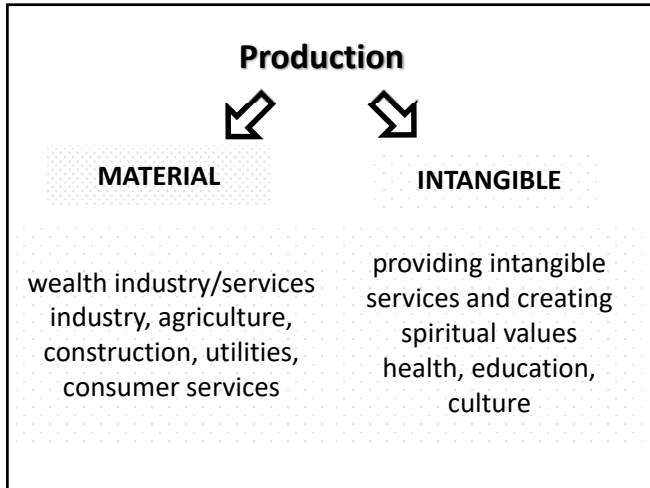 Production
MATERIAL
wealth industry/services
industry, agriculture,
construction, utilities,
consumer services
INTANGIBLE
providing intangible
services and creating
spiritual values
health, education,
culture